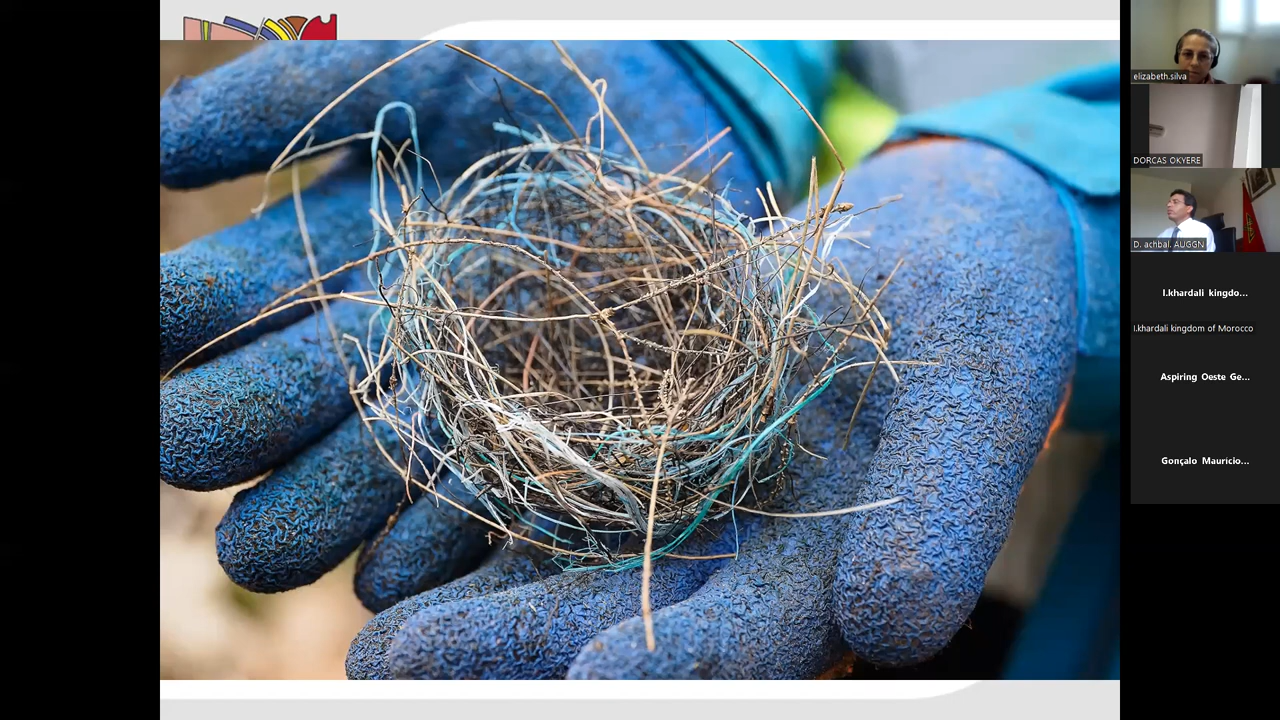 elizabeth.silva
DORCAS OKYERE
D. achbal. AUGGN
I.khardali kingdo...
I.khardali kingdom of Morocco
Aspiring Oeste Ge...
Gonçalo Mauricio...